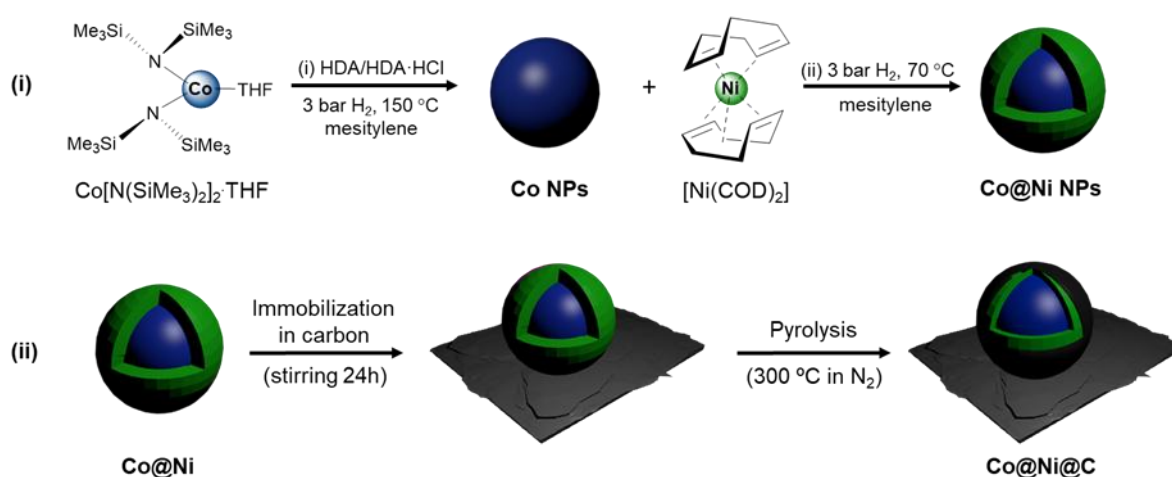 (i)
Me₃Si SiMe₃
N
Co THF
N
Me₃Si SiMe₃
Co[N(SiMe₃)₂]₂·THF
(i) HDA/HDA·HCl
3 bar H₂, 150 °C
mesitylene
Co NPs
+
Ni
[Ni(COD)₂]
(ii) 3 bar H₂, 70 °C
mesitylene
Co@Ni NPs
(ii)
Co@Ni
Immobilization
in carbon
(stirring 24h)
Pyrolysis
(300 ºC in N₂)
Co@Ni@C